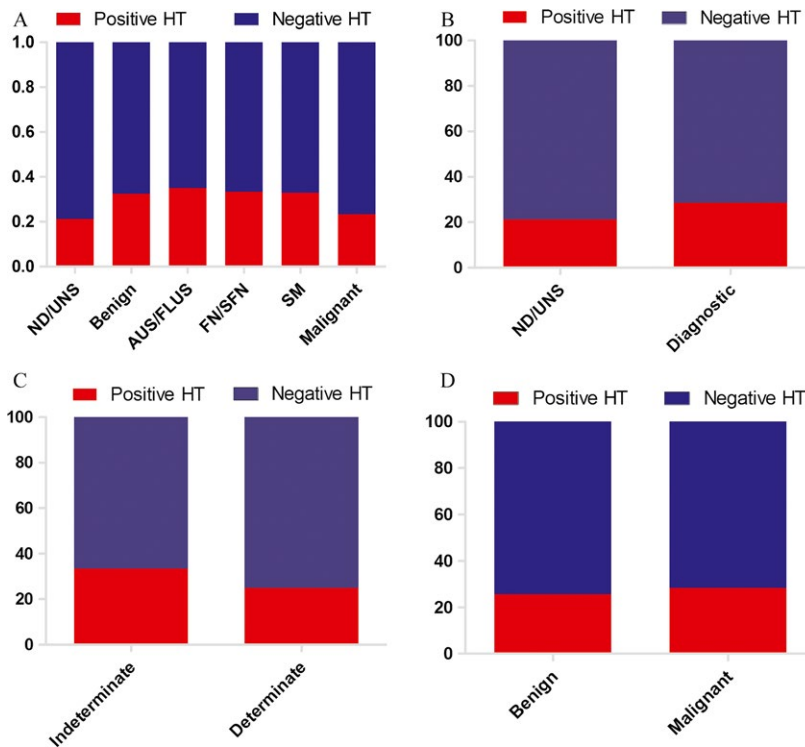 A
Positive HT Negative HT
1.0
0.8
0.6
0.4
0.2
0.0
ND/UNS
Benign
AUS/FLUS
FN/SFN
SM
Malignant
B
Positive HT Negative HT
100
80
60
40
20
0
ND/UNS
Diagnostic
C
Positive HT Negative HT
100
80
60
40
20
0
Indeterminate
Determinate
D
Positive HT Negative HT
100
80
60
40
20
0
Benign
Malignant